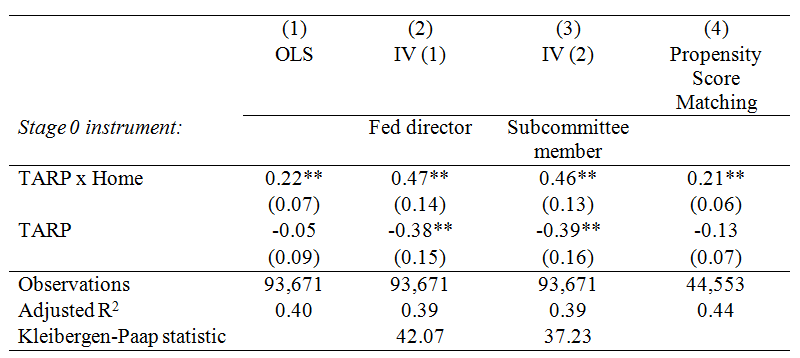 (1) (2) (3) (4)
OLS IV (1) IV (2) Propensity
Score
Matching
Stage 0 instrument: Fed director Subcommittee
member
TARP x Home 0.22** 0.47** 0.46** 0.21**
(0.07) (0.14) (0.13) (0.06)
TARP -0.05 -0.38** -0.39** -0.13
(0.09) (0.15) (0.16) (0.07)
Observations 93,671 93,671 93,671 44,553
Adjusted R2 0.40 0.39 0.39 0.44
Kleibergen-Paap statistic 42.07 37.23